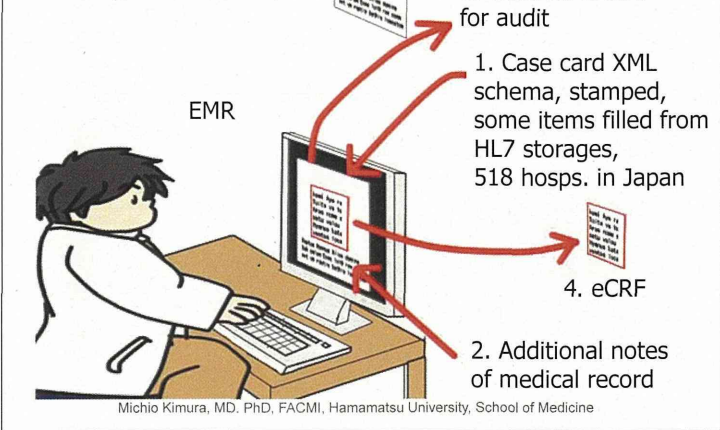 for audit
1. Case card XML
schema, stamped,
some items filled from
HL7 storages,
518 hosps. in Japan
EMR
4. eCRF
2. Additional notes
of medical record
Michio Kimura, MD. PhD, FACMI, Hamamatsu University, School of Medicine